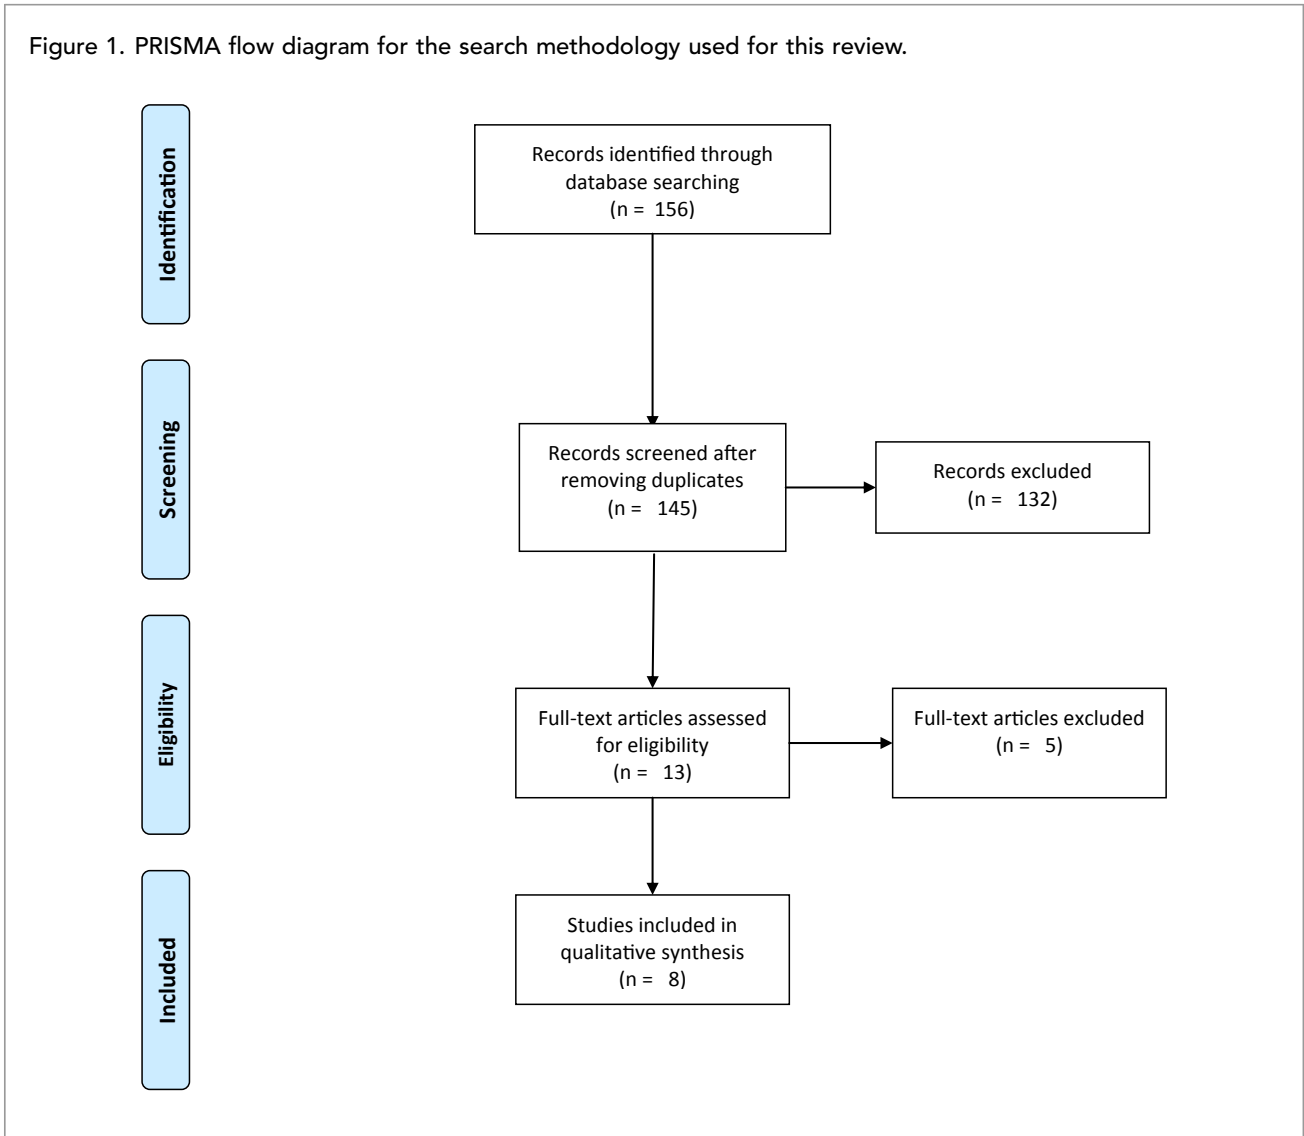 Figure 1. PRISMA flow diagram for the search methodology used for this review.
Identification
Records identified through
database searching
(n = 156)
Screening
Records screened after
removing duplicates
(n = 145)
Records excluded
(n = 132)
Eligibility
Full-text articles assessed
for eligibility
(n = 13)
Full-text articles excluded
(n = 5)
Included
Studies included in
qualitative synthesis
(n = 8)